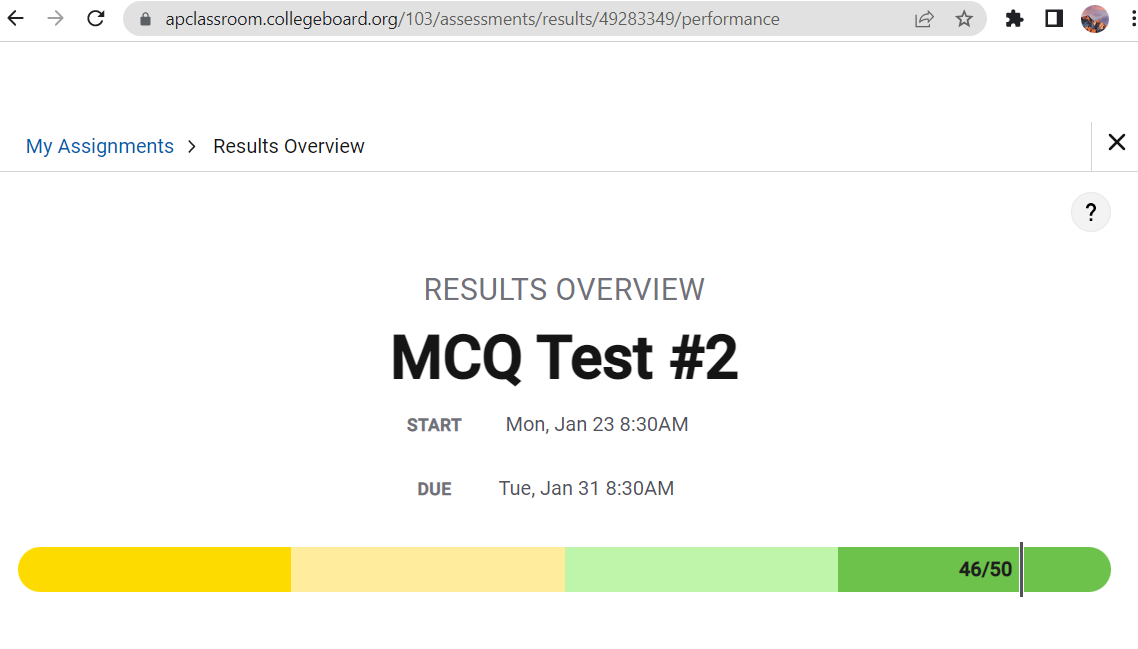 apclassroom.collegeboard.org/103/assessments/results/49283349/performance
My Assignments > Results Overview
?
RESULTS OVERVIEW
MCQ Test #2
START Mon, Jan 23 8:30AM
DUE Tue, Jan 31 8:30AM
46/50